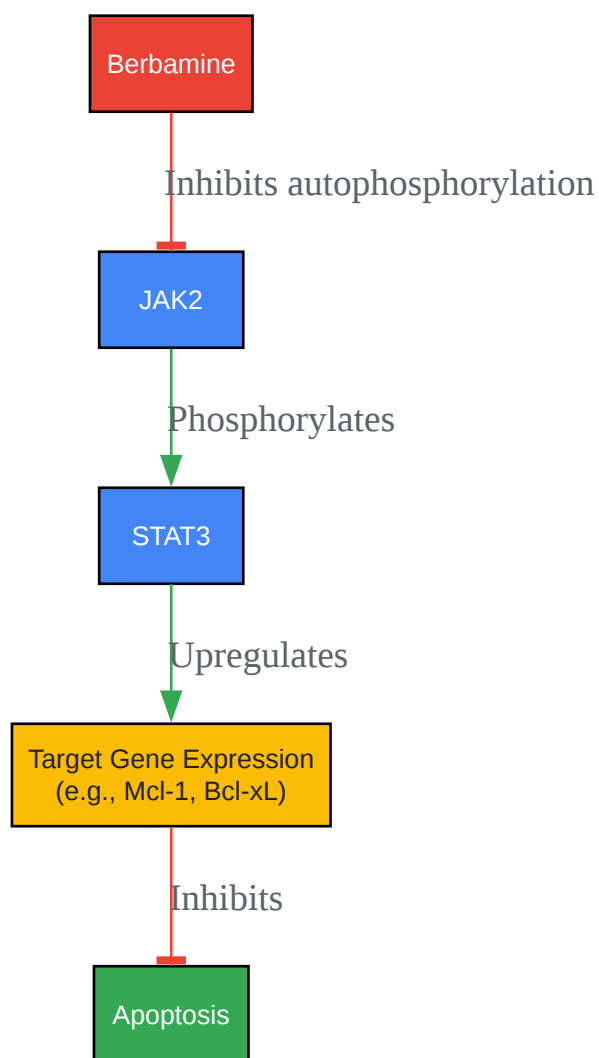 Berbamine
Inhibits autophosphorylation
JAK2
Phosphorylates
STAT3
Upregulates
Target Gene Expression
(e.g., Mcl-1, Bcl-xL)
Inhibits
Apoptosis